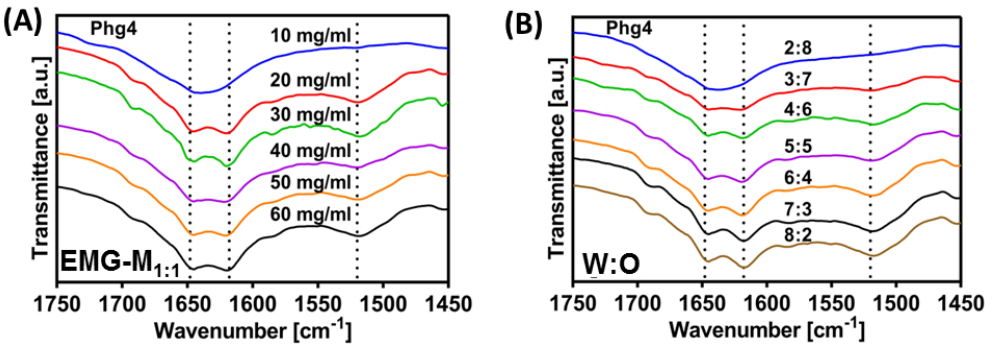 (A)
Phg4
10 mg/ml
20 mg/ml
30 mg/ml
40 mg/ml
50 mg/ml
60 mg/ml
EMG-M1:1
Transmittance [a.u.]
1750 1700 1650 1600 1550 1500 1450
Wavenumber [cm-1]
(B)
Phg4
2:8
3:7
4:6
5:5
6:4
7:3
8:2
W:O
Transmittance [a.u.]
1750 1700 1650 1600 1550 1500 1450
Wavenumber [cm-1]